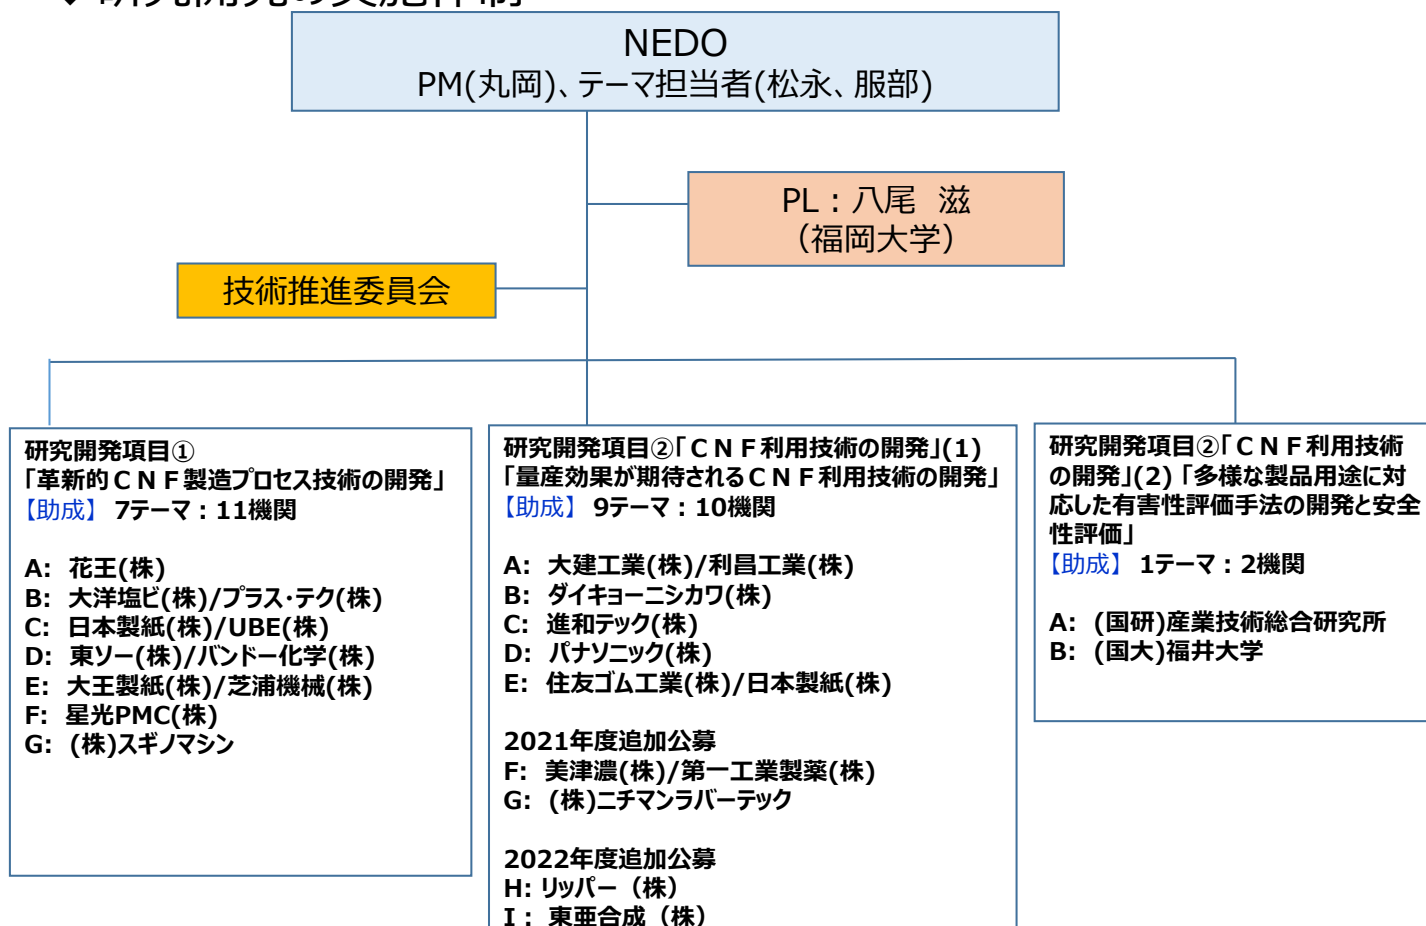 NEDO
PM(丸岡)、テーマ担当者(松永、服部)
PL：八尾　滋
（福岡大学）
技術推進委員会
研究開発項目①
「革新的ＣＮＦ製造プロセス技術の開発」
【助成】 7テーマ：11機関
A: 花王(株)
B: 大洋塩ビ(株)/プラス・テク(株)
C: 日本製紙(株)/UBE(株)
D: 東ソー(株)/バンドー化学(株)
E: 大王製紙(株)/芝浦機械(株)
F: 星光PMC(株)
G: (株)スギノマシン
研究開発項目②「ＣＮＦ利用技術の開発」(1)
「量産効果が期待されるＣＮＦ利用技術の開発」
【助成】 9テーマ：10機関
A: 大建工業(株)/利昌工業(株)
B: ダイキョーニシカワ(株)
C: 進和テック(株)
D: パナソニック(株)
E: 住友ゴム工業(株)/日本製紙(株)
2021年度追加公募
F: 美津濃(株)/第一工業製薬(株)
G: (株)ニチマンラバーテック
2022年度追加公募
H: リッパー（株）
I： 東亜合成（株）
研究開発項目②「ＣＮＦ利用技術
の開発」(2)「多様な製品用途に対
応した有害性評価手法の開発と安全
性評価」
【助成】 1テーマ：2機関
A: (国研)産業技術総合研究所
B: (国大)福井大学